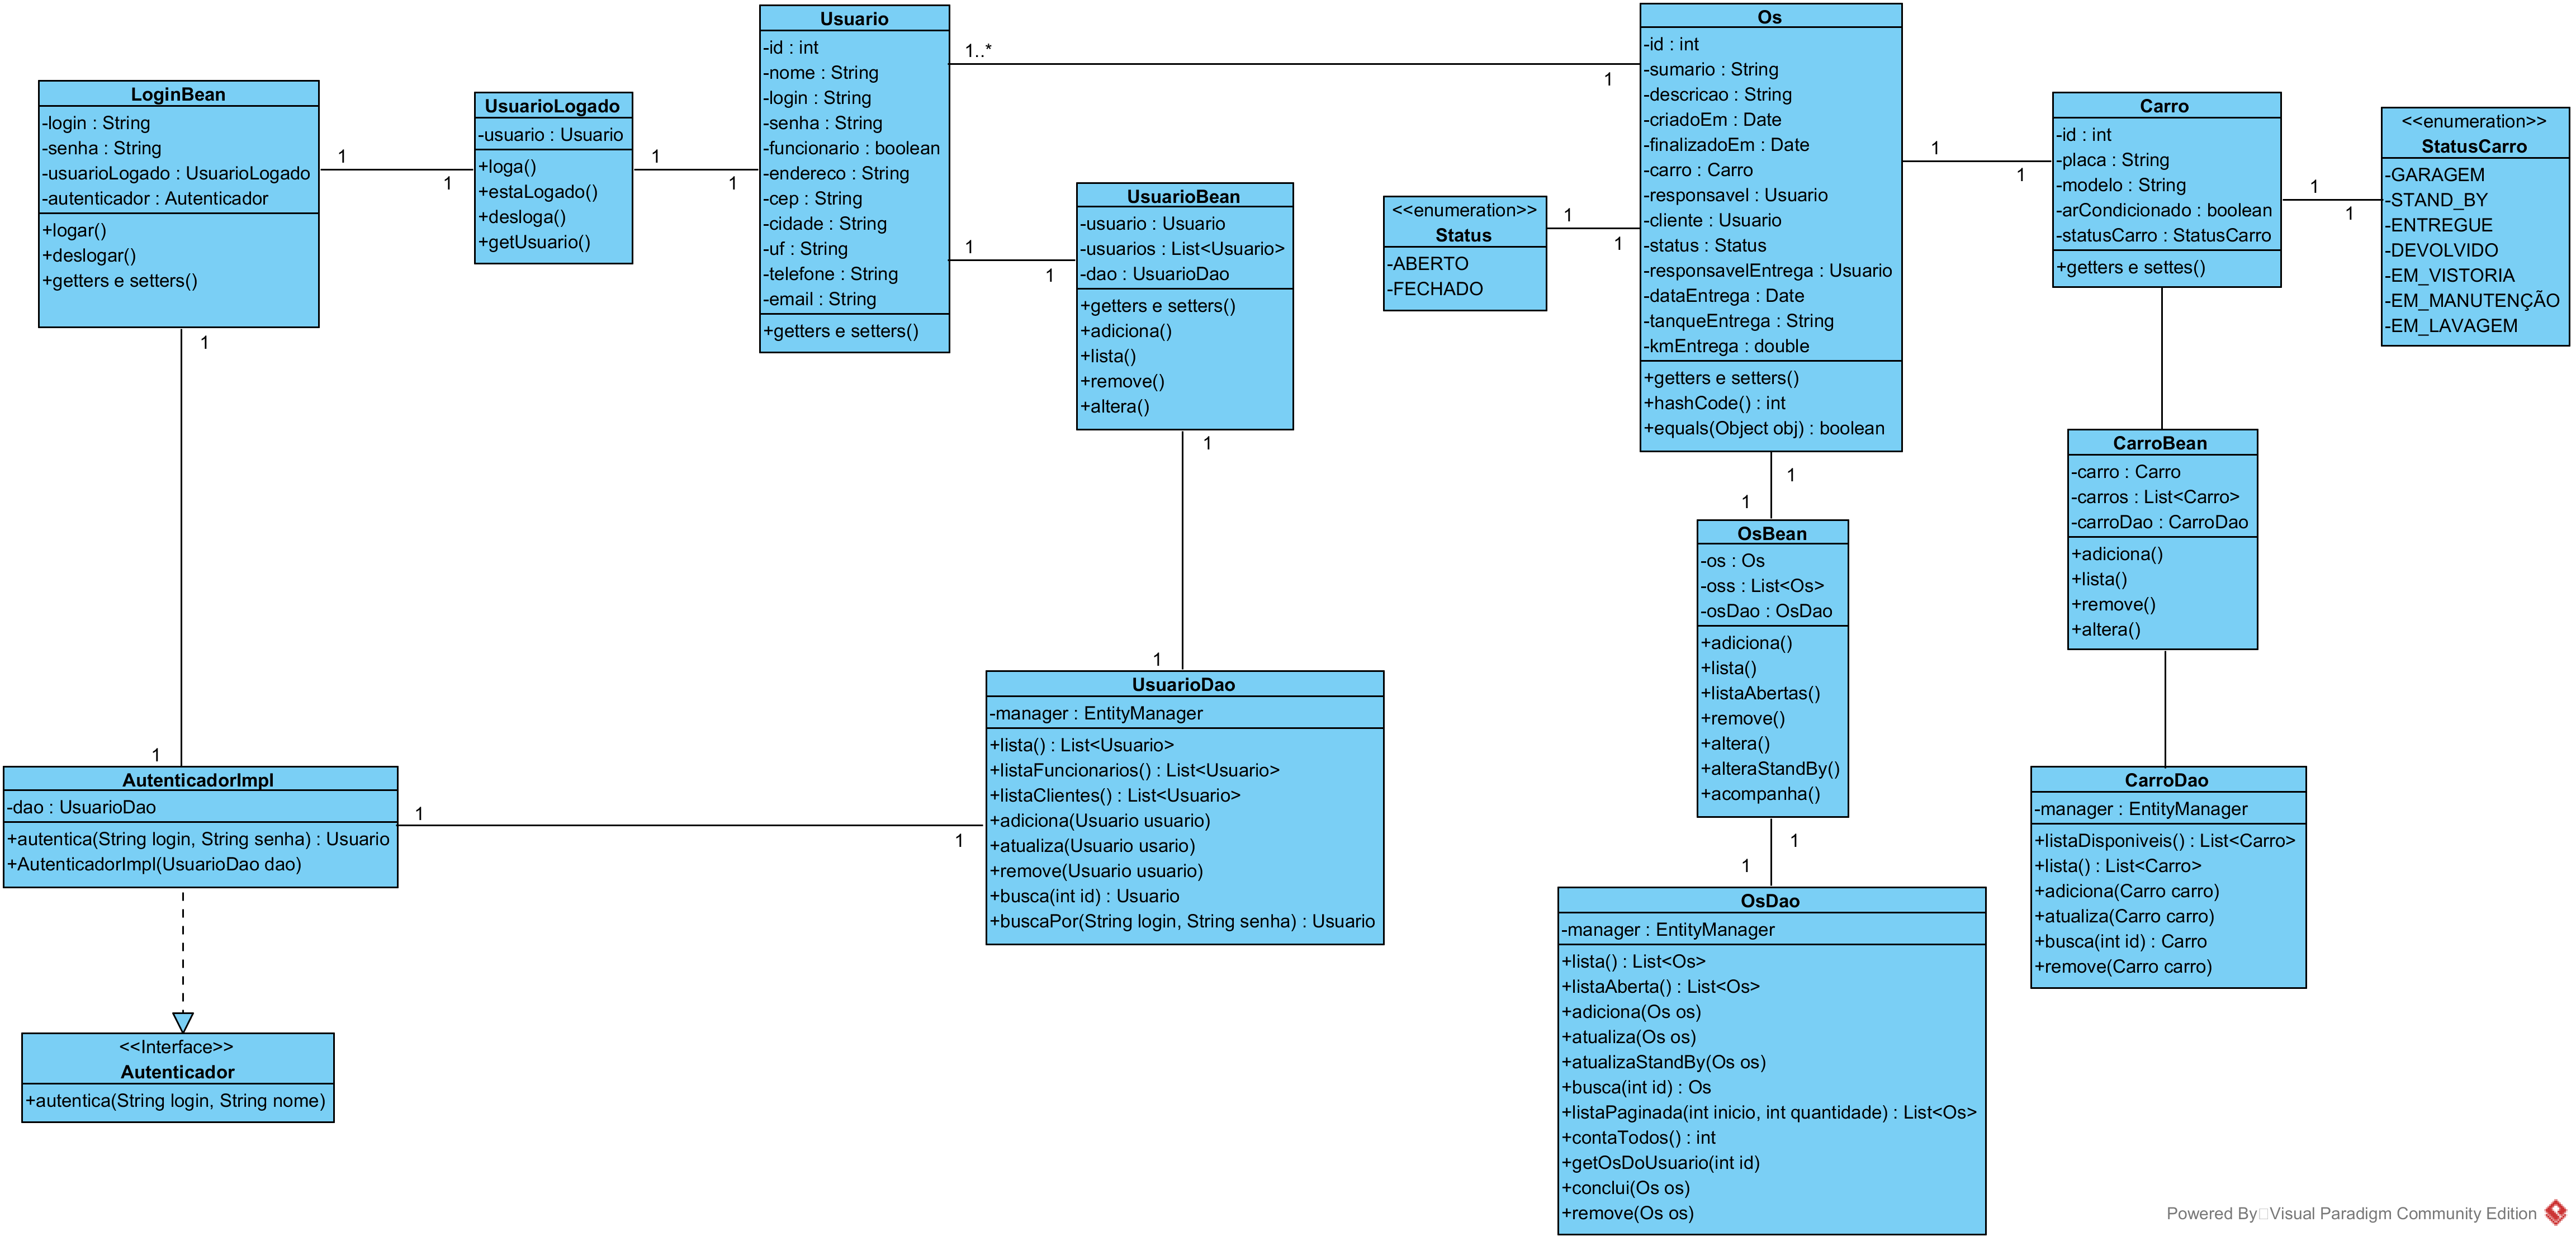 LoginBean
-login : String
-senha : String
-usuarioLogado : UsuarioLogado
-autenticador : Autenticador
+logar()
+deslogar()
+getters e setters()
1
1
UsuarioLogado
-usuario : Usuario
+loga()
+estaLogado()
+desloga()
+getUsuario()
1
1
Usuario
-id : int
-nome : String
-login : String
-senha : String
-funcionario : boolean
-endereco : String
-cep : String
-cidade : String
-uf : String
-telefone : String
-email : String
+getters e setters()
1..*
1
1
1
UsuarioBean
-usuario : Usuario
-usuarios : List<Usuario>
-dao : UsuarioDao
+getters e setters()
+adiciona()
+lista()
+remove()
+altera()
1
1
<<enumeration>>
Status
-ABERTO
-FECHADO
1
1
Os
-id : int
-sumario : String
-descricao : String
-criadoEm : Date
-finalizadoEm : Date
-carro : Carro
-responsavel : Usuario
-cliente : Usuario
-status : Status
-responsavelEntrega : Usuario
-dataEntrega : Date
-tanqueEntrega : String
-kmEntrega : double
+getters e setters()
+hashCode() : int
+equals(Object obj) : boolean
1
1
Carro
-id : int
-placa : String
-modelo : String
-arCondicionado : boolean
-statusCarro : StatusCarro
+getters e settes()
1
1
<<enumeration>>
StatusCarro
-GARAGEM
-STAND_BY
-ENTREGUE
-DEVOLVIDO
-EM_VISTORIA
-EM_MANUTENÇÃO
-EM_LAVAGEM
1
1
OsBean
-os : Os
-oss : List<Os>
-osDao : OsDao
+adiciona()
+lista()
+listaAbertas()
+remove()
+altera()
+alteraStandBy()
+acompanha()
1
1
CarroBean
-carro : Carro
-carros : List<Carro>
-carroDao : CarroDao
+adiciona()
+lista()
+remove()
+altera()
1
1
AutenticadorImpl
-dao : UsuarioDao
+autentica(String login, String senha) : Usuario
+AutenticadorImpl(UsuarioDao dao)
1
1
UsuarioDao
-manager : EntityManager
+lista() : List<Usuario>
+listaFuncionarios() : List<Usuario>
+listaClientes() : List<Usuario>
+adiciona(Usuario usuario)
+atualiza(Usuario usario)
+remove(Usuario usuario)
+busca(int id) : Usuario
+buscaPor(String login, String senha) : Usuario
OsDao
-manager : EntityManager
+lista() : List<Os>
+listaAberta() : List<Os>
+adiciona(Os os)
+atualiza(Os os)
+atualizaStandBy(Os os)
+busca(int id) : Os
+listaPaginada(int inicio, int quantidade) : List<Os>
+contaTodos() : int
+getOsDoUsuario(int id)
+conclui(Os os)
+remove(Os os)
CarroDao
-manager : EntityManager
+listaDisponiveis() : List<Carro>
+lista() : List<Carro>
+adiciona(Carro carro)
+atualiza(Carro carro)
+busca(int id) : Carro
+remove(Carro carro)
<<Interface>>
Autenticador
+autentica(String login, String nome)
Powered By Visual Paradigm Community Edition